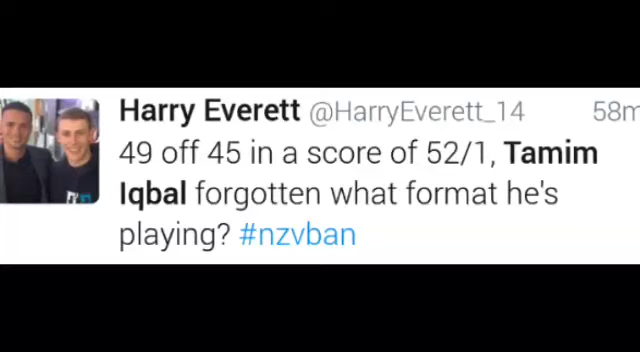 Harry Everett @HarryEverett_14 58m
49 off 45 in a score of 52/1, Tamim
Iqbal forgotten what format he's
playing? #nzvban